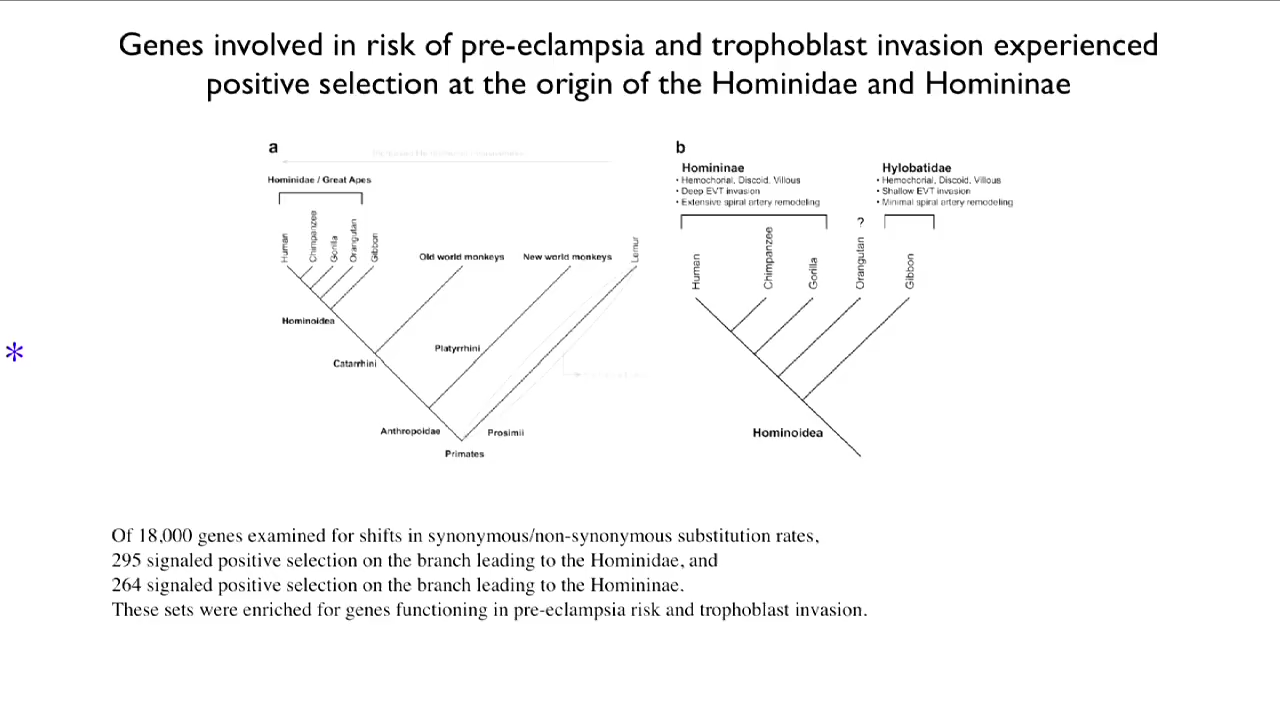 Genes involved in risk of pre-eclampsia and trophoblast invasion experienced
positive selection at the origin of the Hominidae and Homininae
a
Hominidae / Great Apes
Human
Chimpanzee
Gorilla
Orangutan
Gibbon
Old world monkeys
New world monkeys
Lemur
Hominoidea
Catarrhini
Platyrrhini
Anthropoidae
Prosimii
Primates
b
Homininae
• Hemochorial, Discoid, Villous
• Deep EVT invasion
• Extensive spiral artery remodeling
Hylobatidae
• Hemochorial, Discoid, Villous
• Shallow EVT invasion
• Minimal spiral artery remodeling
Human
Chimpanzee
Gorilla
Orangutan ?
Gibbon
Hominoidea
*
Of 18,000 genes examined for shifts in synonymous/non-synonymous substitution rates,
295 signaled positive selection on the branch leading to the Hominidae, and
264 signaled positive selection on the branch leading to the Homininae.
These sets were enriched for genes functioning in pre-eclampsia risk and trophoblast invasion.